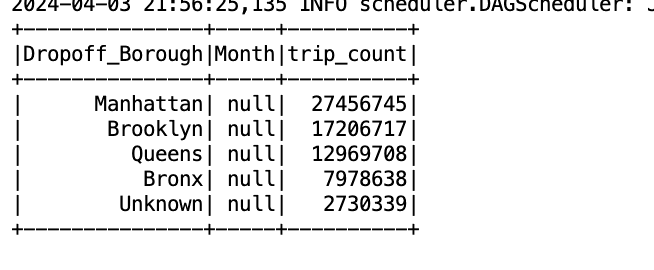 2024-04-03 21:56:25,135 INFO scheduler.DAGScheduler: J
+---------------+-----+----------+
|Dropoff_Borough|Month|trip_count|
+---------------+-----+----------+
|      Manhattan| null|  27456745|
|       Brooklyn| null|  17206717|
|         Queens| null|  12969708|
|          Bronx| null|   7978638|
|        Unknown| null|   2730339|
+---------------+-----+----------+